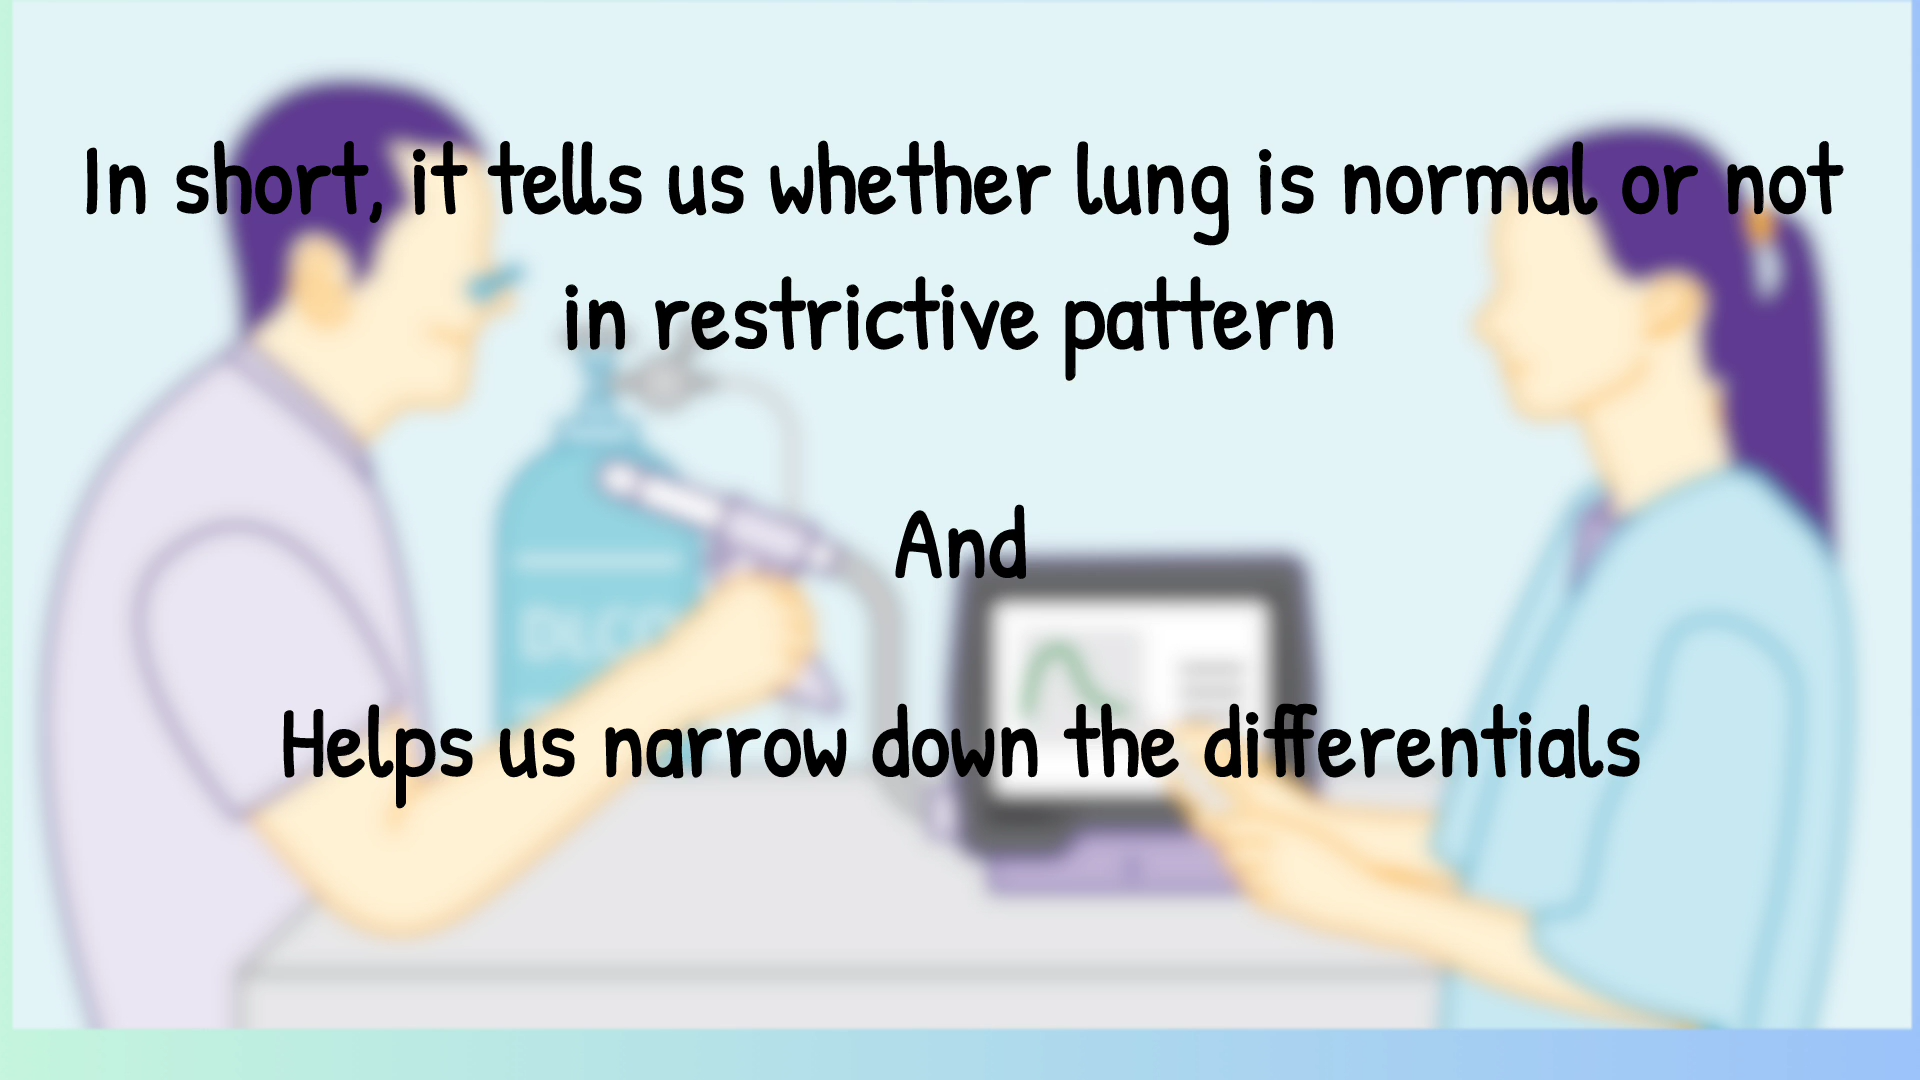 In short, it tells us whether lung is normal or not
in restrictive pattern
And
Helps us narrow down the differentials
DLCO